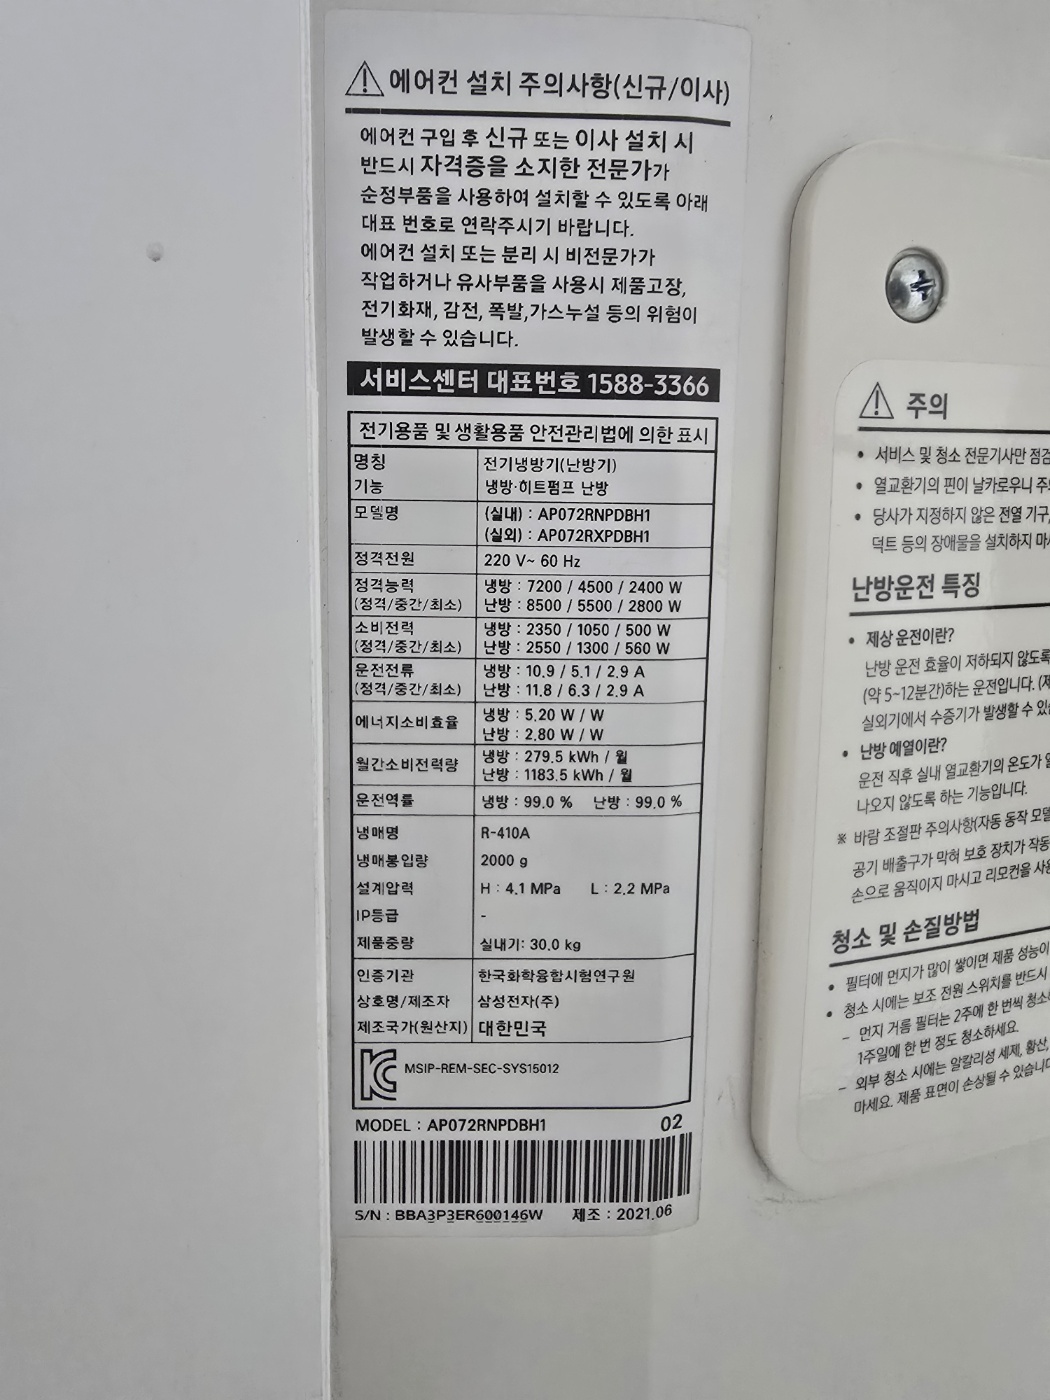 에어컨 설치 주의사항(신규/이사)
에어컨 구입 후 신규 또는 이사 설치 시
반드시 자격증을 소지한 전문가가
순정부품을 사용하여 설치할 수 있도록 아래
대표 번호로 연락주시기 바랍니다.
에어컨 설치 또는 분리 시 비전문가가
작업하거나 유사부품을 사용시 제품고장,
전기화재, 감전, 폭발,가스누설 등의 위험이
발생할 수 있습니다.
서비스센터 대표번호 1588-3366
전기용품 및 생활용품 안전관리법에 의한 표시
명칭 전기냉방기(난방기)
기능 냉방·히트펌프 난방
모델명 (실내) : AP072RNPDBH1
(실외) : AP072RXPDBH1
정격전원 220 V~ 60 Hz
정격능력 냉방 : 7200 / 4500 / 2400 W
(정격/중간/최소) 난방 : 8500 / 5500 / 2800 W
소비전력 냉방 : 2350 / 1050 / 500 W
(정격/중간/최소) 난방 : 2550 / 1300 / 560 W
운전전류 냉방 : 10.9 / 5.1 / 2.9 A
(정격/중간/최소) 난방 : 11.8 / 6.3 / 2.9 A
에너지소비효율 냉방 : 5.20 W / W
난방 : 2.80 W / W
월간소비전력량 냉방 : 279.5 kWh / 월
난방 : 1183.5 kWh / 월
운전역률 냉방 : 99.0 % 난방 : 99.0 %
냉매명 R-410A
냉매봉입량 2000 g
설계압력 H : 4.1 MPa L : 2.2 MPa
IP등급 -
제품중량 실내기: 30.0 kg
인증기관 한국화학융합시험연구원
상호명/제조자 삼성전자(주)
제조국가(원산지) 대한민국
MSIP-REM-SEC-SYS15012
MODEL : AP072RNPDBH1 02
S/N : BBA3P3ER600146W 제조 : 2021.06
주의
• 서비스 및 청소 전문기사만 점검
• 열교환기의 핀이 날카로우니
• 당사가 지정하지 않은 전열 기구,
덕트 등의 장애물을 설치하지
난방운전 특징
• 제상 운전이란?
난방 운전 효율이 저하되지 않도록
(약 5~12분간)하는 운전입니다.
실외기에서 수증기가 발생할 수
• 난방 예열이란?
운전 직후 실내 열교환기의 온도가
나오지 않도록 하는 기능입니다.
※ 바람 조절판 주의사항(자동 동작
공기 배출구가 막혀 보호 장치가
손으로 움직이지 마시고 리모컨을
청소 및 손질방법
• 필터에 먼지가 많이 쌓이면 제품 성능이
• 청소 시에는 보조 전원 스위치를 반드시
- 먼지 거름 필터는 2주에 한 번씩
1주일에 한 번 정도 청소하세요.
- 외부 청소 시에는 알칼리성 세제, 황산,
마세요. 제품 표면이 손상될 수